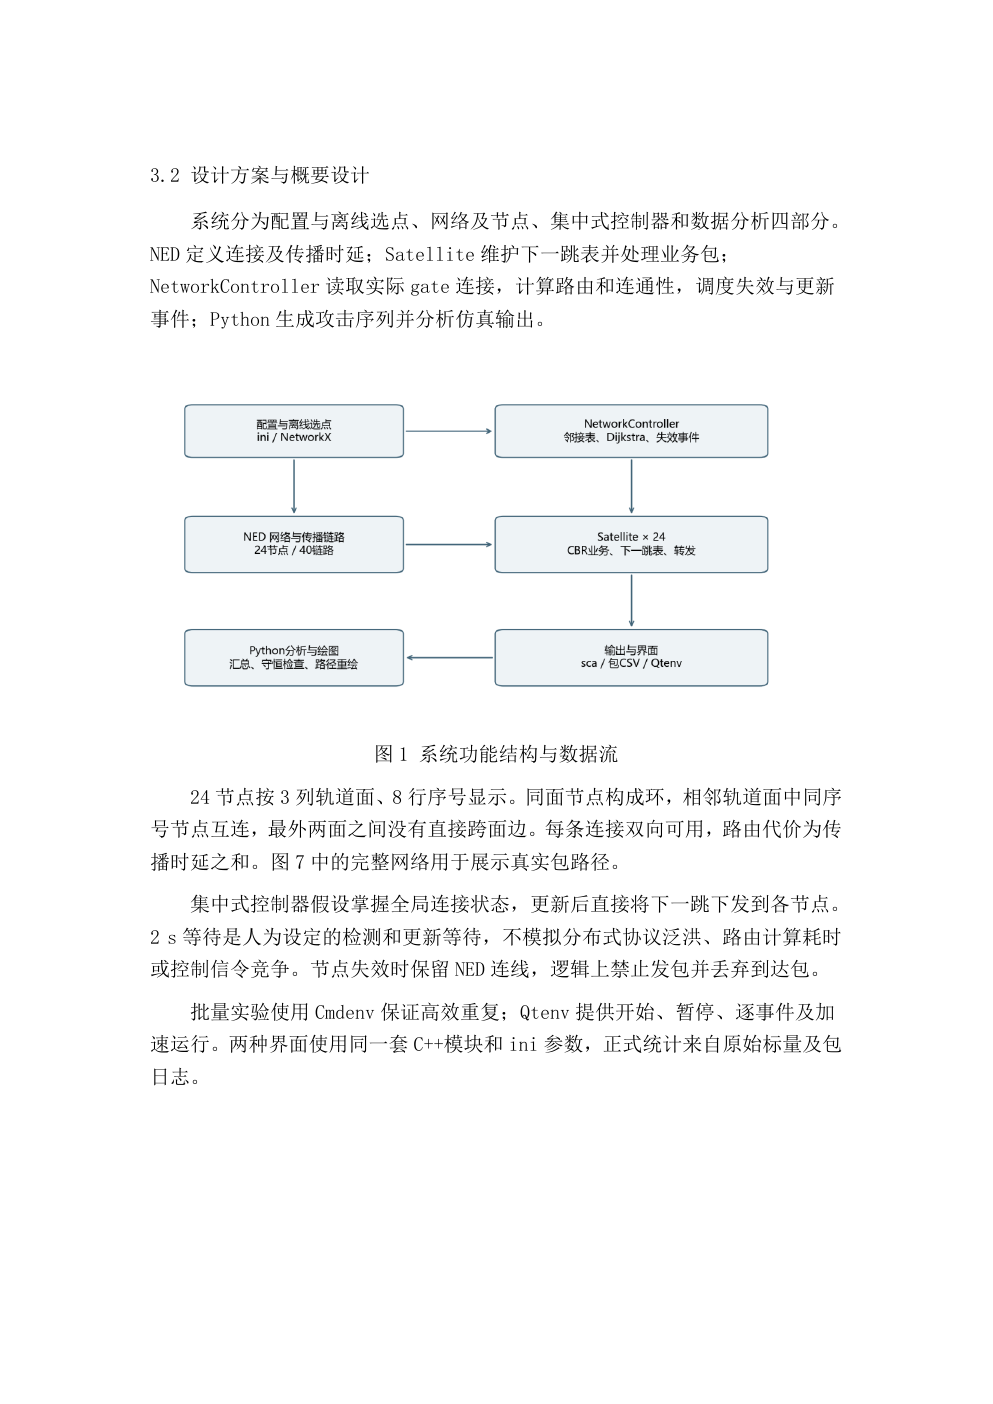 3.2 设计方案与概要设计
系统分为配置与离线选点、网络及节点、集中式控制器和数据分析四部分。
NED 定义连接及传播时延；Satellite 维护下一跳表并处理业务包；
NetworkController 读取实际 gate 连接，计算路由和连通性，调度失效与更新
事件；Python 生成攻击序列并分析仿真输出。
配置与离线选点
ini / NetworkX
NetworkController
邻接表、Dijkstra、失效事件
NED 网络与传播链路
24节点 / 40链路
Satellite × 24
CBR业务、下一跳表、转发
Python分析与绘图
汇总、守恒检查、路径重绘
输出与界面
sca / 包CSV / Qtenv
图 1 系统功能结构与数据流
24 节点按 3 列轨道面、8 行序号显示。同面节点构成环，相邻轨道面中同序
号节点互连，最外两面之间没有直接跨面边。每条连接双向可用，路由代价为传
播时延之和。图 7 中的完整网络用于展示真实包路径。
集中式控制器假设掌握全局连接状态，更新后直接将下一跳下发到各节点。
2 s 等待是人为设定的检测和更新等待，不模拟分布式协议泛洪、路由计算耗时
或控制信令竞争。节点失效时保留 NED 连线，逻辑上禁止发包并丢弃到达包。
批量实验使用 Cmdenv 保证高效重复；Qtenv 提供开始、暂停、逐事件及加
速运行。两种界面使用同一套 C++模块和 ini 参数，正式统计来自原始标量及包
日志。